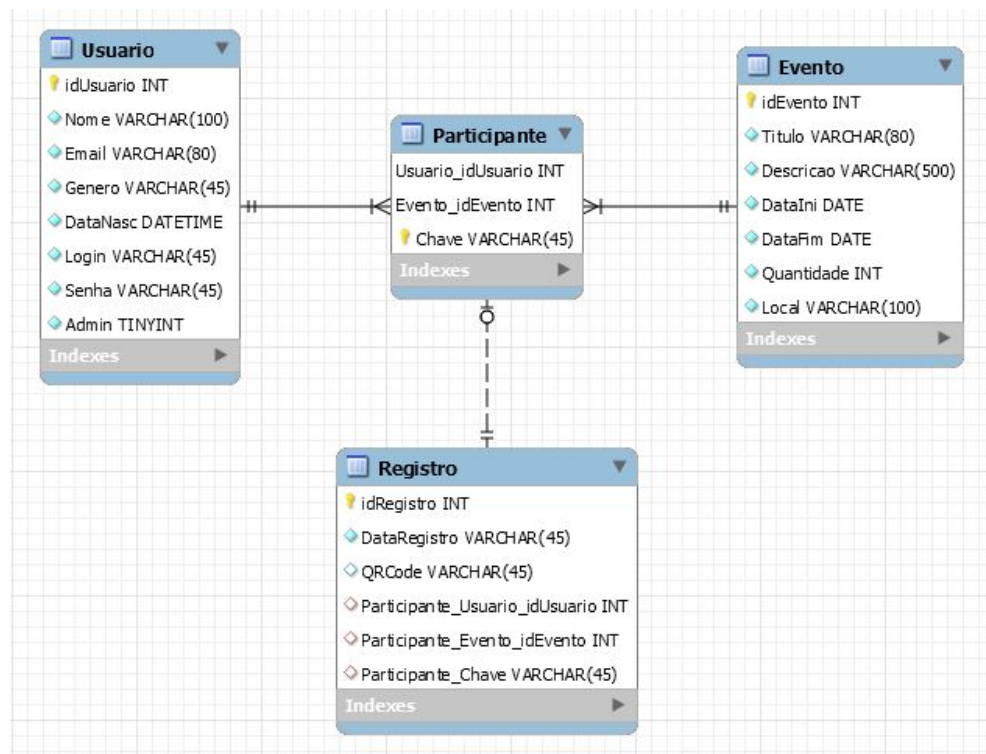 Usuario
idUsuario INT
Nome VARCHAR(100)
Email VARCHAR(80)
Genero VARCHAR(45)
DataNasc DATETIME
Login VARCHAR(45)
Senha VARCHAR(45)
Admin TINYINT
Indexes
Participante
Usuario_idUsuario INT
Evento_idEvento INT
Chave VARCHAR(45)
Indexes
Evento
idEvento INT
Titulo VARCHAR(80)
Descricao VARCHAR(500)
DataIni DATE
DataFim DATE
Quantidade INT
Local VARCHAR(100)
Indexes
Registro
idRegistro INT
DataRegistro VARCHAR(45)
QRCode VARCHAR(45)
Participante_Usuario_idUsuario INT
Participante_Evento_idEvento INT
Participante_Chave VARCHAR(45)
Indexes